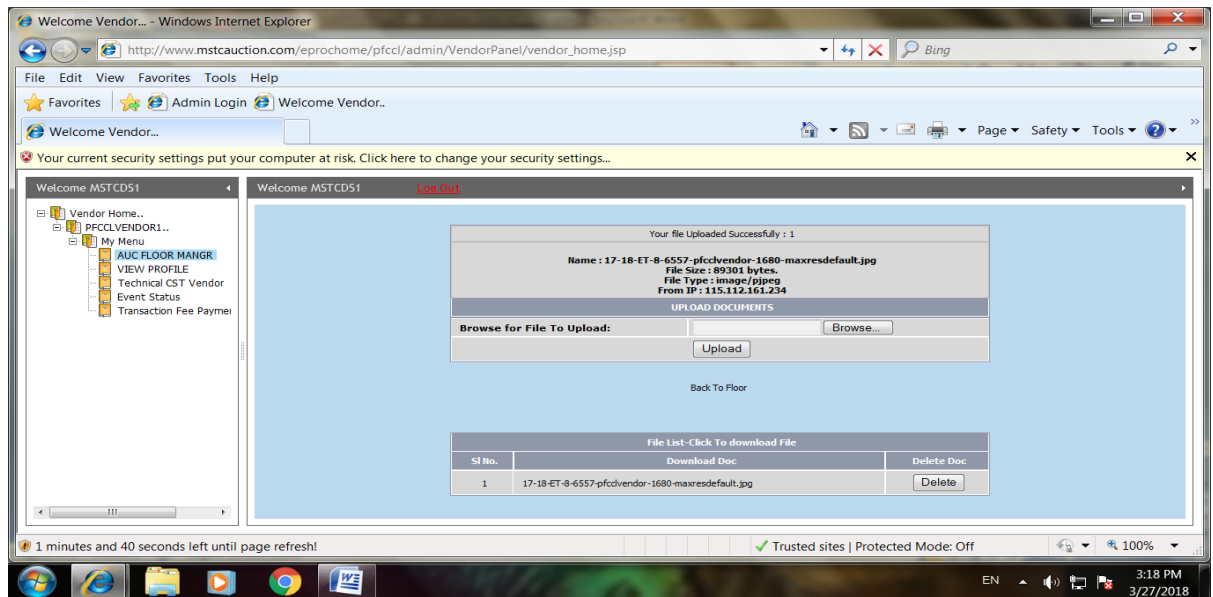 Welcome Vendor... - Windows Internet Explorer
http://www.mstcauction.com/eprochome/pfccl/admin/VendorPanel/vendor_home.jsp
Bing
File Edit View Favorites Tools Help
Favorites Admin Login Welcome Vendor..
Welcome Vendor...
Page Safety Tools
Your current security settings put your computer at risk. Click here to change your security settings...
Welcome MSTCDS1
Welcome MSTCDS1 Log Out
Vendor Home..
PFCCLVENDOR1..
My Menu
AUC FLOOR MANGR
VIEW PROFILE
Technical CST Vendor
Event Status
Transaction Fee Paymer
Your file Uploaded Successfully : 1
Name : 17-18-ET-8-6557-pfcclvendor-1680-maxresdefault.jpg
File Size : 89301 bytes.
File Type : image/pjpeg
From IP : 115.112.161.234
UPLOAD DOCUMENTS
Browse for File To Upload: Browse...
Upload
Back To Floor
File List-Click To download File
Sl No. Download Doc Delete Doc
1 17-18-ET-8-6557-pfcclvendor-1680-maxresdefault.jpg Delete
1 minutes and 40 seconds left until page refresh!
Trusted sites | Protected Mode: Off
100%
EN
3:18 PM
3/27/2018